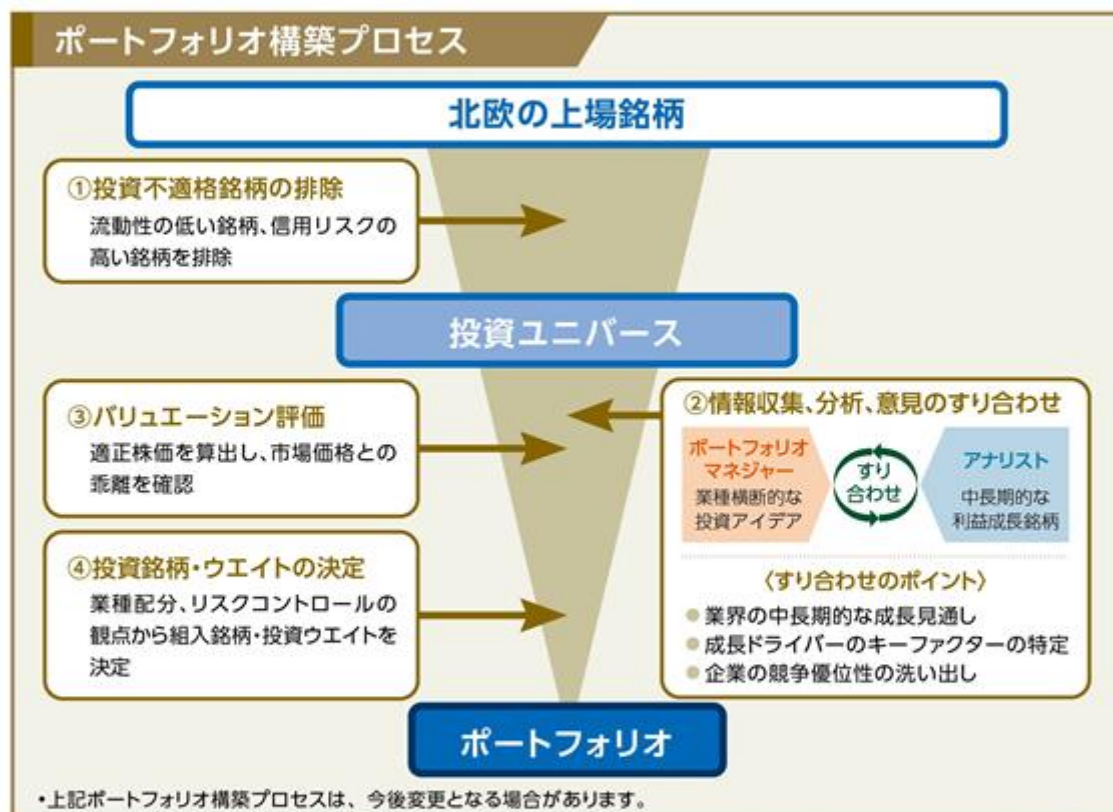 ポートフォリオ構築プロセス
北欧の上場銘柄
①投資不適格銘柄の排除
流動性の低い銘柄、信用リスクの
高い銘柄を排除
投資ユニバース
②情報収集、分析、意見のすり合わせ
ポートフォリオ
マネジャー
業種横断的な
投資アイデア
すり
合わせ
アナリスト
中長期的な
利益成長銘柄
〈すり合わせのポイント〉
●業界の中長期的な成長見通し
●成長ドライバーのキーファクターの特定
●企業の競争優位性の洗い出し
③バリュエーション評価
適正株価を算出し、市場価格との
乖離を確認
④投資銘柄・ウエイトの決定
業種配分、リスクコントロールの
観点から組入銘柄・投資ウエイトを
決定
ポートフォリオ
・上記ポートフォリオ構築プロセスは、今後変更となる場合があります。